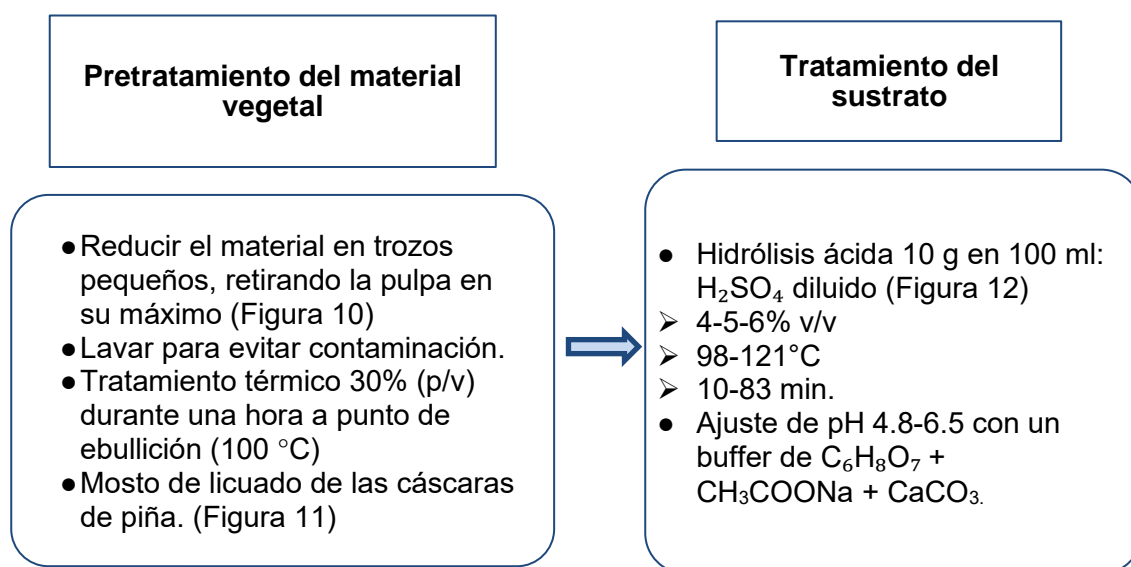 Pretratamiento del material
vegetal
● Reducir el material en trozos
pequeños, retirando la pulpa en
su máximo (Figura 10)
● Lavar para evitar contaminación.
● Tratamiento térmico 30% (p/v)
durante una hora a punto de
ebullición (100 °C)
● Mosto de licuado de las cáscaras
de piña. (Figura 11)
Tratamiento del
sustrato
● Hidrólisis ácida 10 g en 100 ml:
H₂SO₄ diluido (Figura 12)
➢ 4-5-6% v/v
➢ 98-121°C
➢ 10-83 min.
● Ajuste de pH 4.8-6.5 con un
buffer de C₆H₈O₇ +
CH₃COONa + CaCO₃.